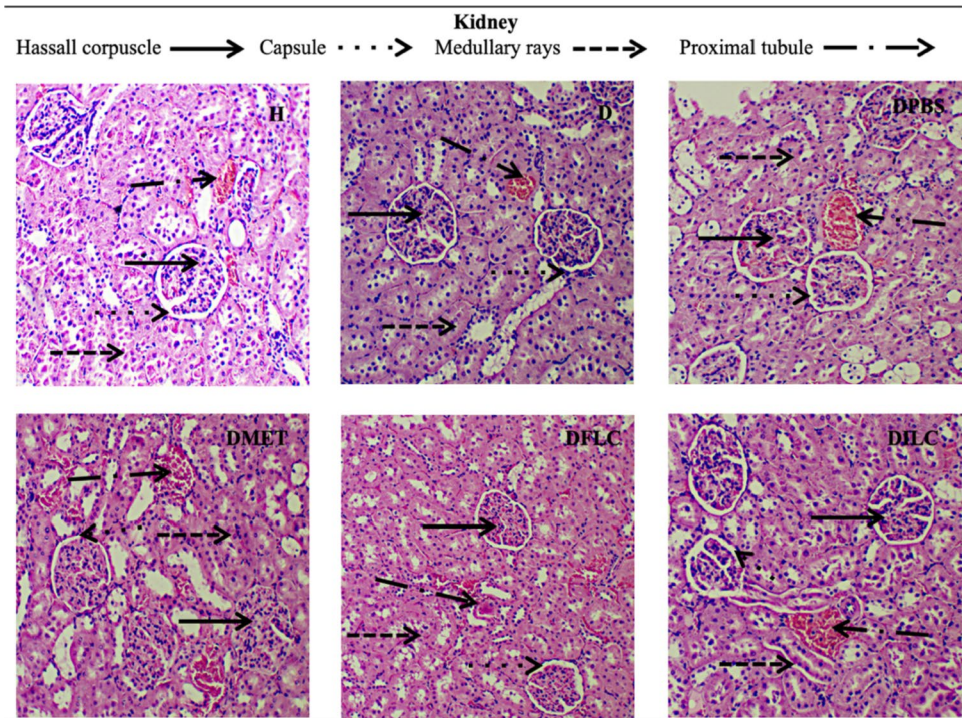 Kidney
Hassall corpuscle Capsule Medullary rays Proximal tubule
H D DPBS
DMET DFLC DILC